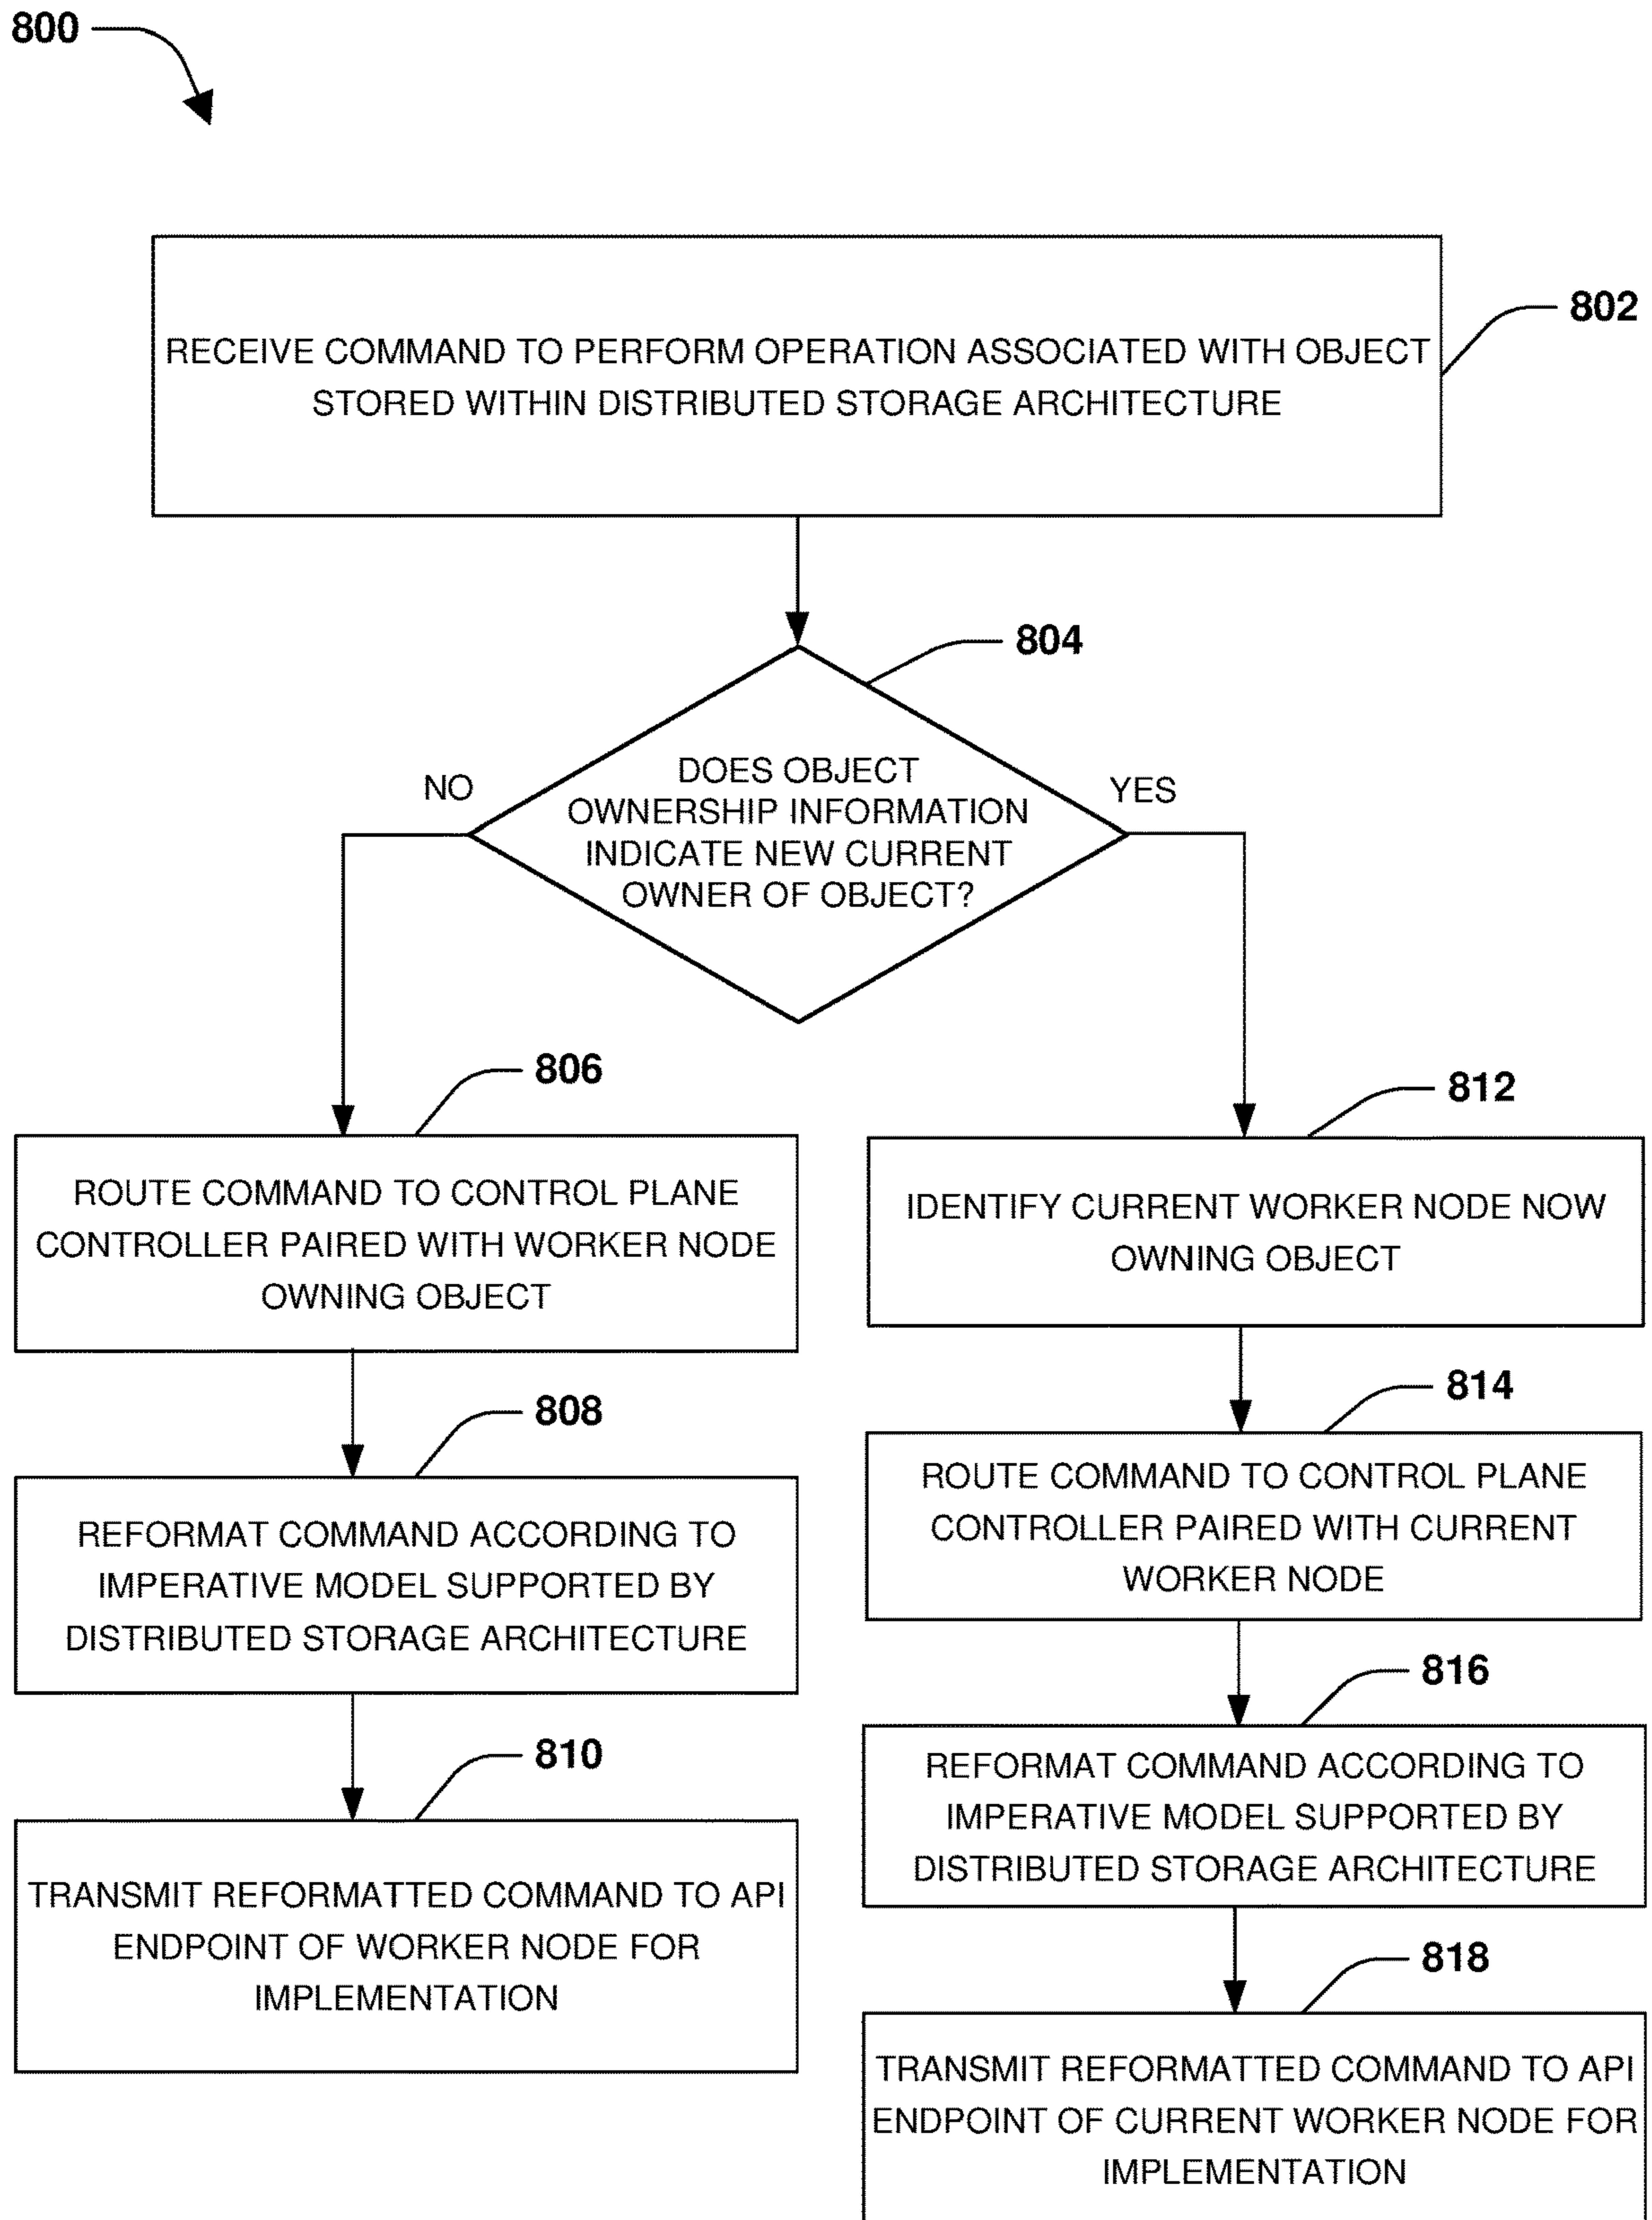 800
802
RECEIVE COMMAND TO PERFORM OPERATION ASSOCIATED WITH OBJECT
STORED WITHIN DISTRIBUTED STORAGE ARCHITECTURE
804
DOES OBJECT
OWNERSHIP INFORMATION
INDICATE NEW CURRENT
OWNER OF OBJECT?
NO
YES
806
ROUTE COMMAND TO CONTROL PLANE
CONTROLLER PAIRED WITH WORKER NODE
OWNING OBJECT
808
REFORMAT COMMAND ACCORDING TO
IMPERATIVE MODEL SUPPORTED BY
DISTRIBUTED STORAGE ARCHITECTURE
810
TRANSMIT REFORMATTED COMMAND TO API
ENDPOINT OF WORKER NODE FOR
IMPLEMENTATION
812
IDENTIFY CURRENT WORKER NODE NOW
OWNING OBJECT
814
ROUTE COMMAND TO CONTROL PLANE
CONTROLLER PAIRED WITH CURRENT
WORKER NODE
816
REFORMAT COMMAND ACCORDING TO
IMPERATIVE MODEL SUPPORTED BY
DISTRIBUTED STORAGE ARCHITECTURE
818
TRANSMIT REFORMATTED COMMAND TO API
ENDPOINT OF CURRENT WORKER NODE FOR
IMPLEMENTATION